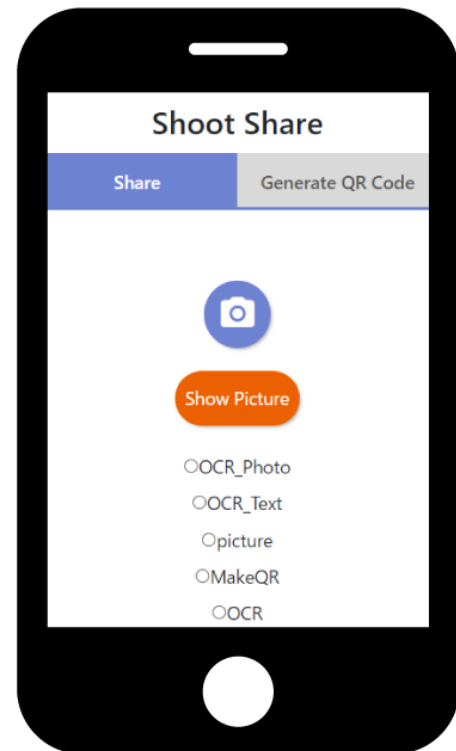 Shoot Share
Share Generate QR Code
Show Picture
OCR_Photo
OCR_Text
picture
MakeQR
OCR